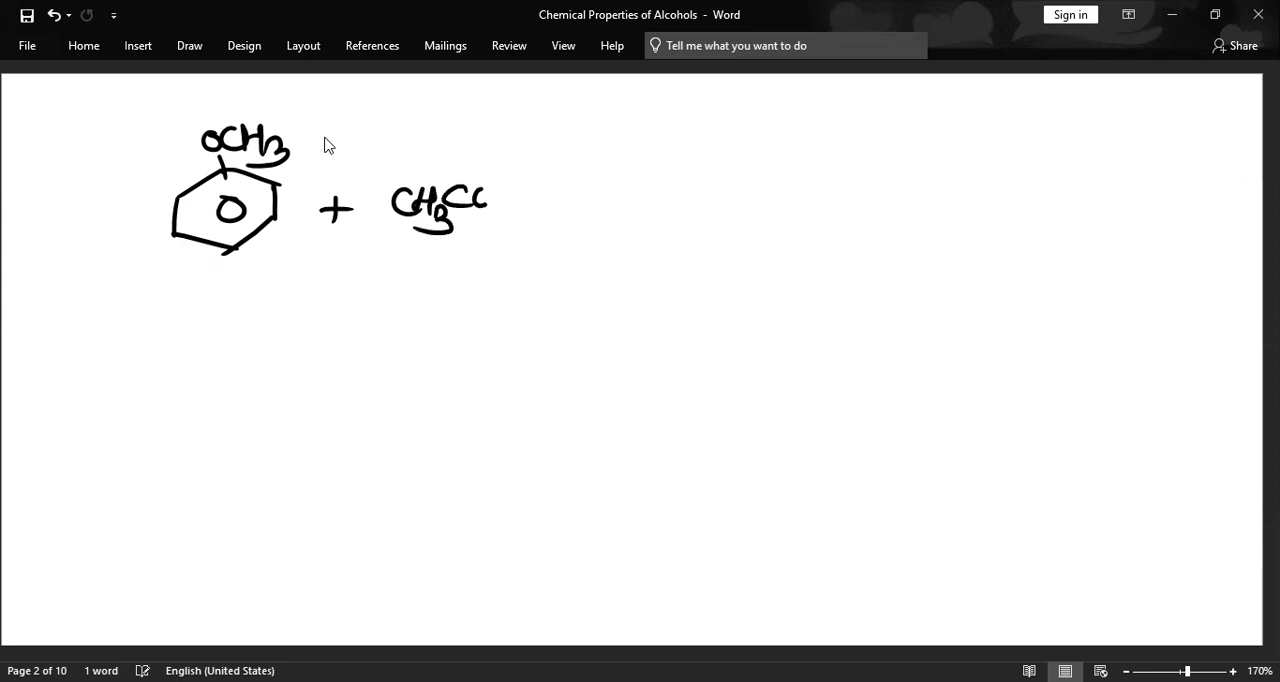 Chemical Properties of Alcohols - Word
Sign in
File Home Insert Draw Design Layout References Mailings Review View Help Tell me what you want to do Share
OCH3
+ CH3CC
Page 2 of 10 1 word English (United States) 170%